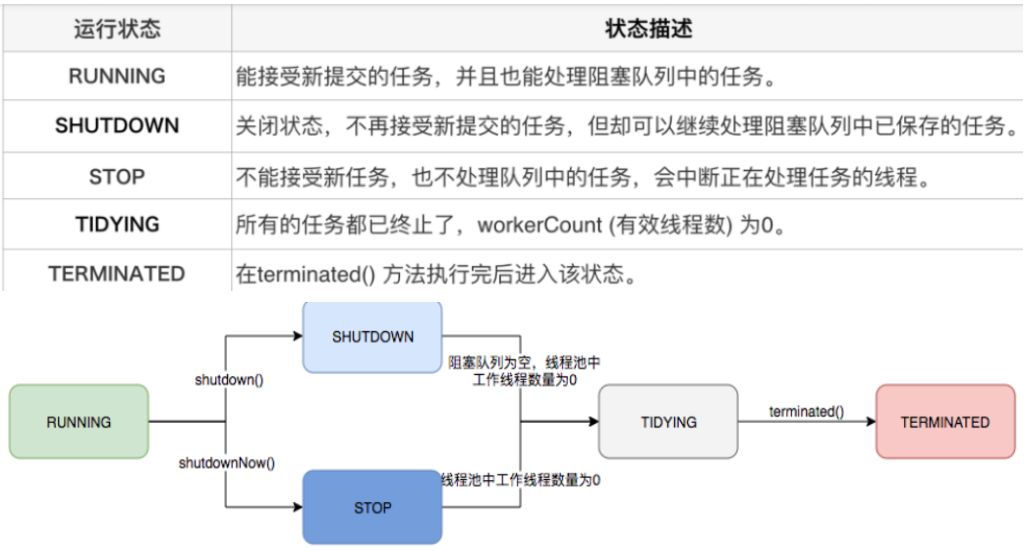 运行状态 状态描述
RUNNING 能接受新提交的任务，并且也能处理阻塞队列中的任务。
SHUTDOWN 关闭状态，不再接受新提交的任务，但却可以继续处理阻塞队列中已保存的任务。
STOP 不能接受新任务，也不处理队列中的任务，会中断正在处理任务的线程。
TIDYING 所有的任务都已终止了，workerCount (有效线程数) 为0。
TERMINATED 在terminated() 方法执行完后进入该状态。
SHUTDOWN
阻塞队列为空，线程池中
工作线程数量为0
shutdown()
RUNNING
TIDYING
terminated()
TERMINATED
shutdownNow()
线程池中工作线程数量为0
STOP